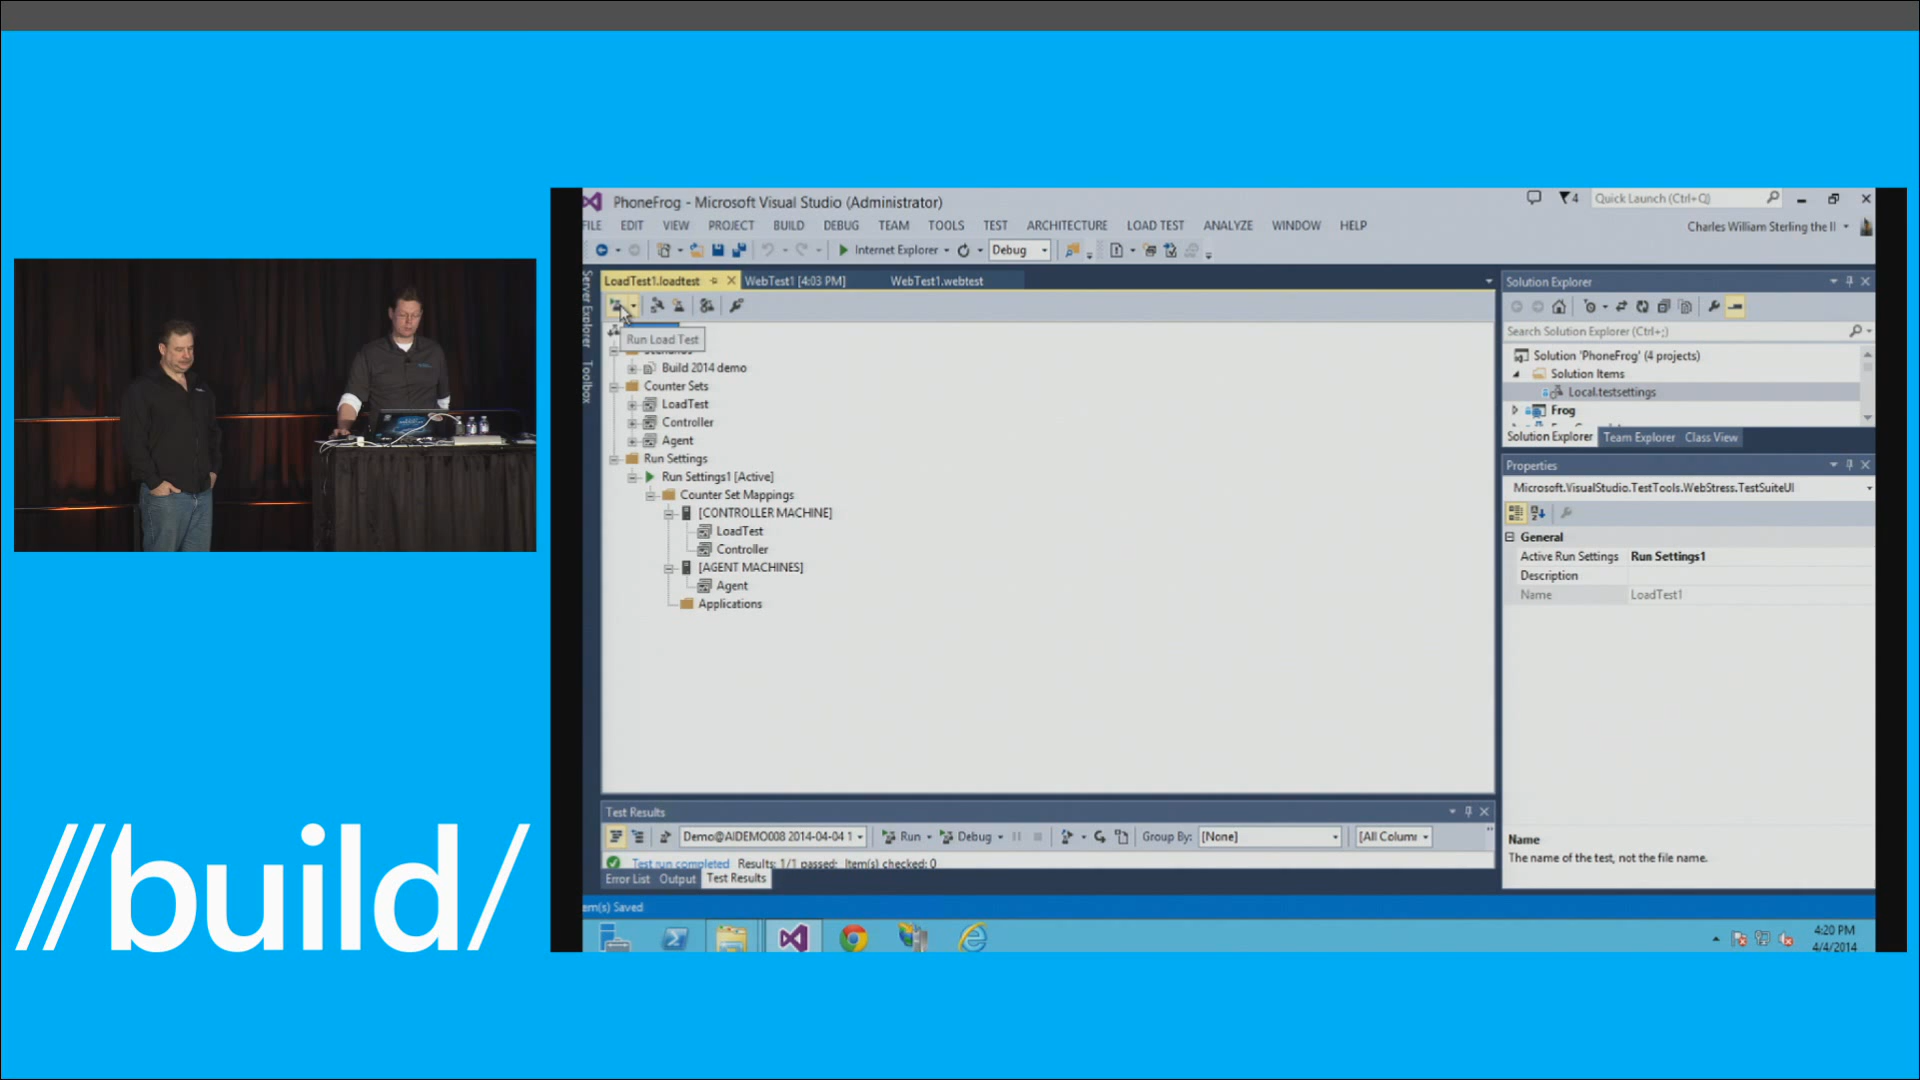 PhoneFrog - Microsoft Visual Studio (Administrator)
4
Quick Launch (Ctrl+Q)
FILE EDIT VIEW PROJECT BUILD DEBUG TEAM TOOLS TEST ARCHITECTURE LOAD TEST ANALYZE WINDOW HELP
Charles William Sterling the II
Internet Explorer
Debug
Server Explorer
Toolbox
LoadTest1.loadtest
WebTest1 [4:03 PM]
WebTest1.webtest
Run Load Test
Scenarios
Build 2014 demo
Counter Sets
LoadTest
Controller
Agent
Run Settings
Run Settings1 [Active]
Counter Set Mappings
[CONTROLLER MACHINE]
LoadTest
Controller
[AGENT MACHINES]
Agent
Applications
Solution Explorer
Search Solution Explorer (Ctrl+;)
Solution 'PhoneFrog' (4 projects)
Solution Items
Local.testsettings
Frog
Solution Explorer Team Explorer Class View
Properties
Microsoft.VisualStudio.TestTools.WebStress.TestSuiteUI
General
Active Run Settings Run Settings1
Description
Name LoadTest1
Name
The name of the test, not the file name.
Test Results
Demo@AIDEMO008 2014-04-04 1
Run
Debug
Group By: [None]
[All Colum
Test run completed Results: 1/1 passed; Item(s) checked: 0
Error List Output Test Results
em(s) Saved
4:20 PM
4/4/2014
//build/